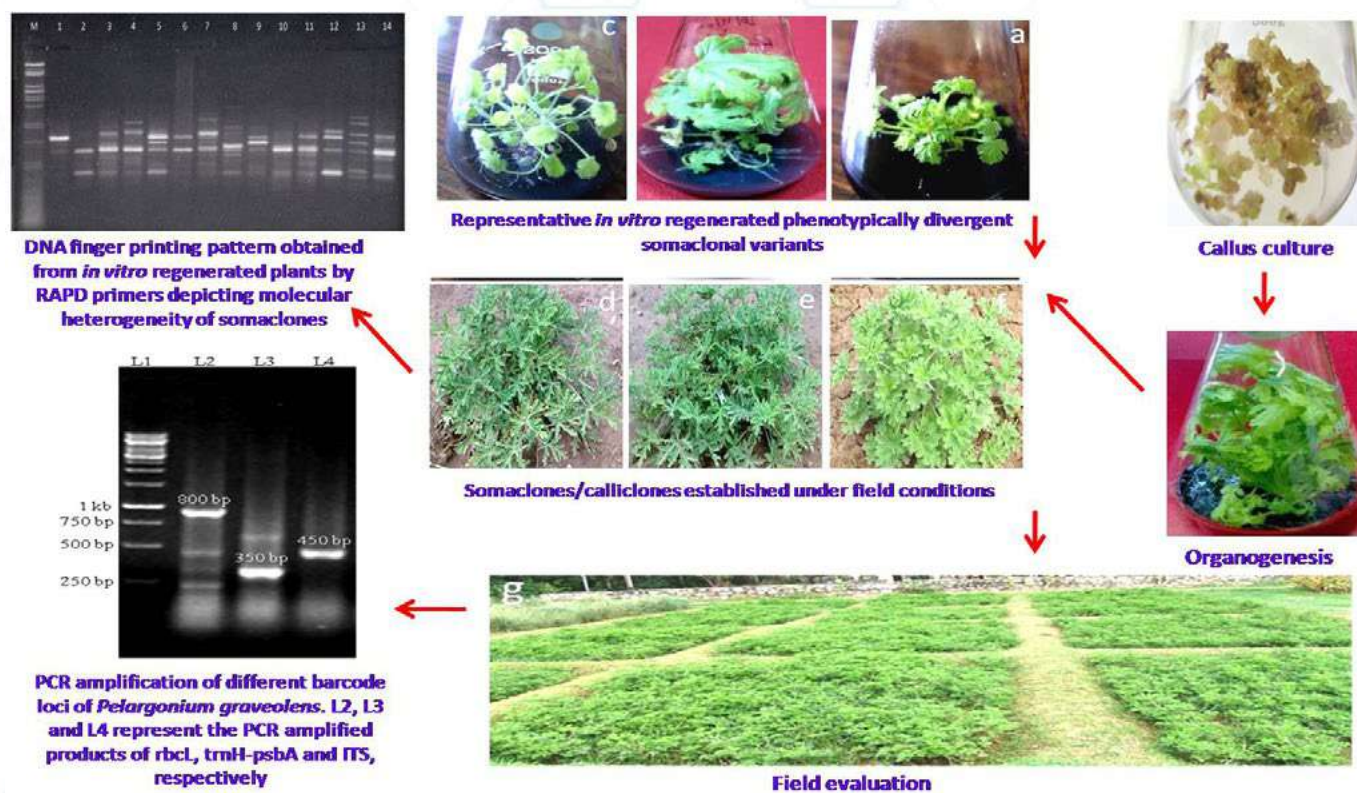 M 1 2 3 4 5 6 7 8 9 10 11 12 13 14
DNA finger printing pattern obtained
from in vitro regenerated plants by
RAPD primers depicting molecular
heterogeneity of somaclones
c
a
Representative in vitro regenerated phenotypically divergent
somaclonal variants
Callus culture
d
e
f
Somaclones/calliclones established under field conditions
Organogenesis
L1 L2 L3 L4
800 bp
1 kb
750 bp
500 bp
450 bp
350 bp
250 bp
PCR amplification of different barcode
loci of Pelargonium graveolens. L2, L3
and L4 represent the PCR amplified
products of rbcL, trnH-psbA and ITS,
respectively
g
Field evaluation